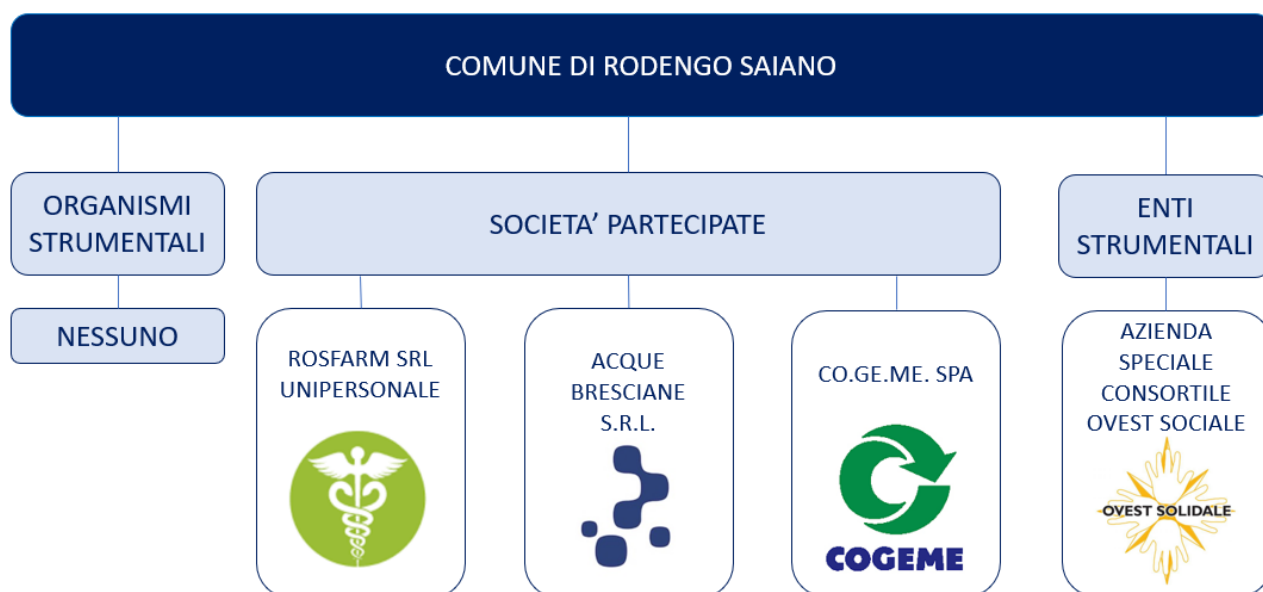 COMUNE DI RODENGO SAIANO
ORGANISMI
STRUMENTALI
NESSUNO
SOCIETA’ PARTECIPATE
ROSFARM SRL
UNIPERSONALE
ACQUE
BRESCIANE
S.R.L.
CO.GE.ME. SPA
COGEME
ENTI
STRUMENTALI
AZIENDA
SPECIALE
CONSORTILE
OVEST SOCIALE
OVEST SOLIDALE